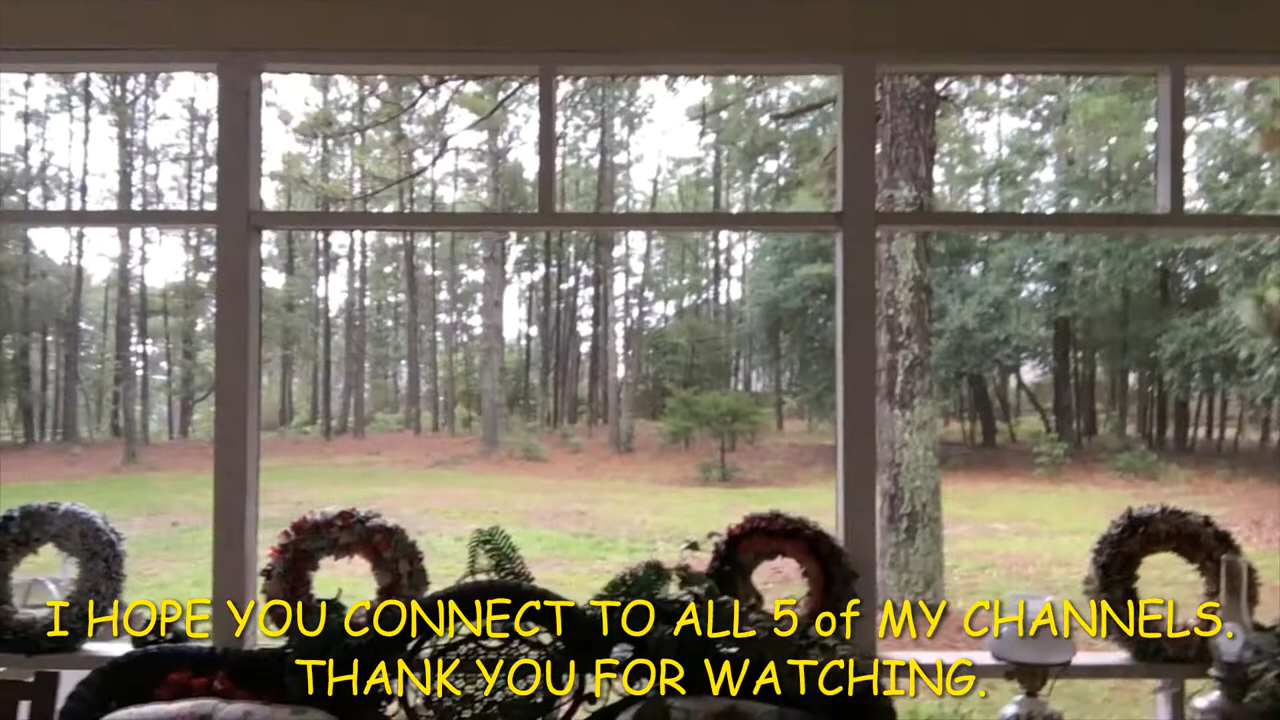 I HOPE YOU CONNECT TO ALL 5 of MY CHANNELS.
THANK YOU FOR WATCHING.